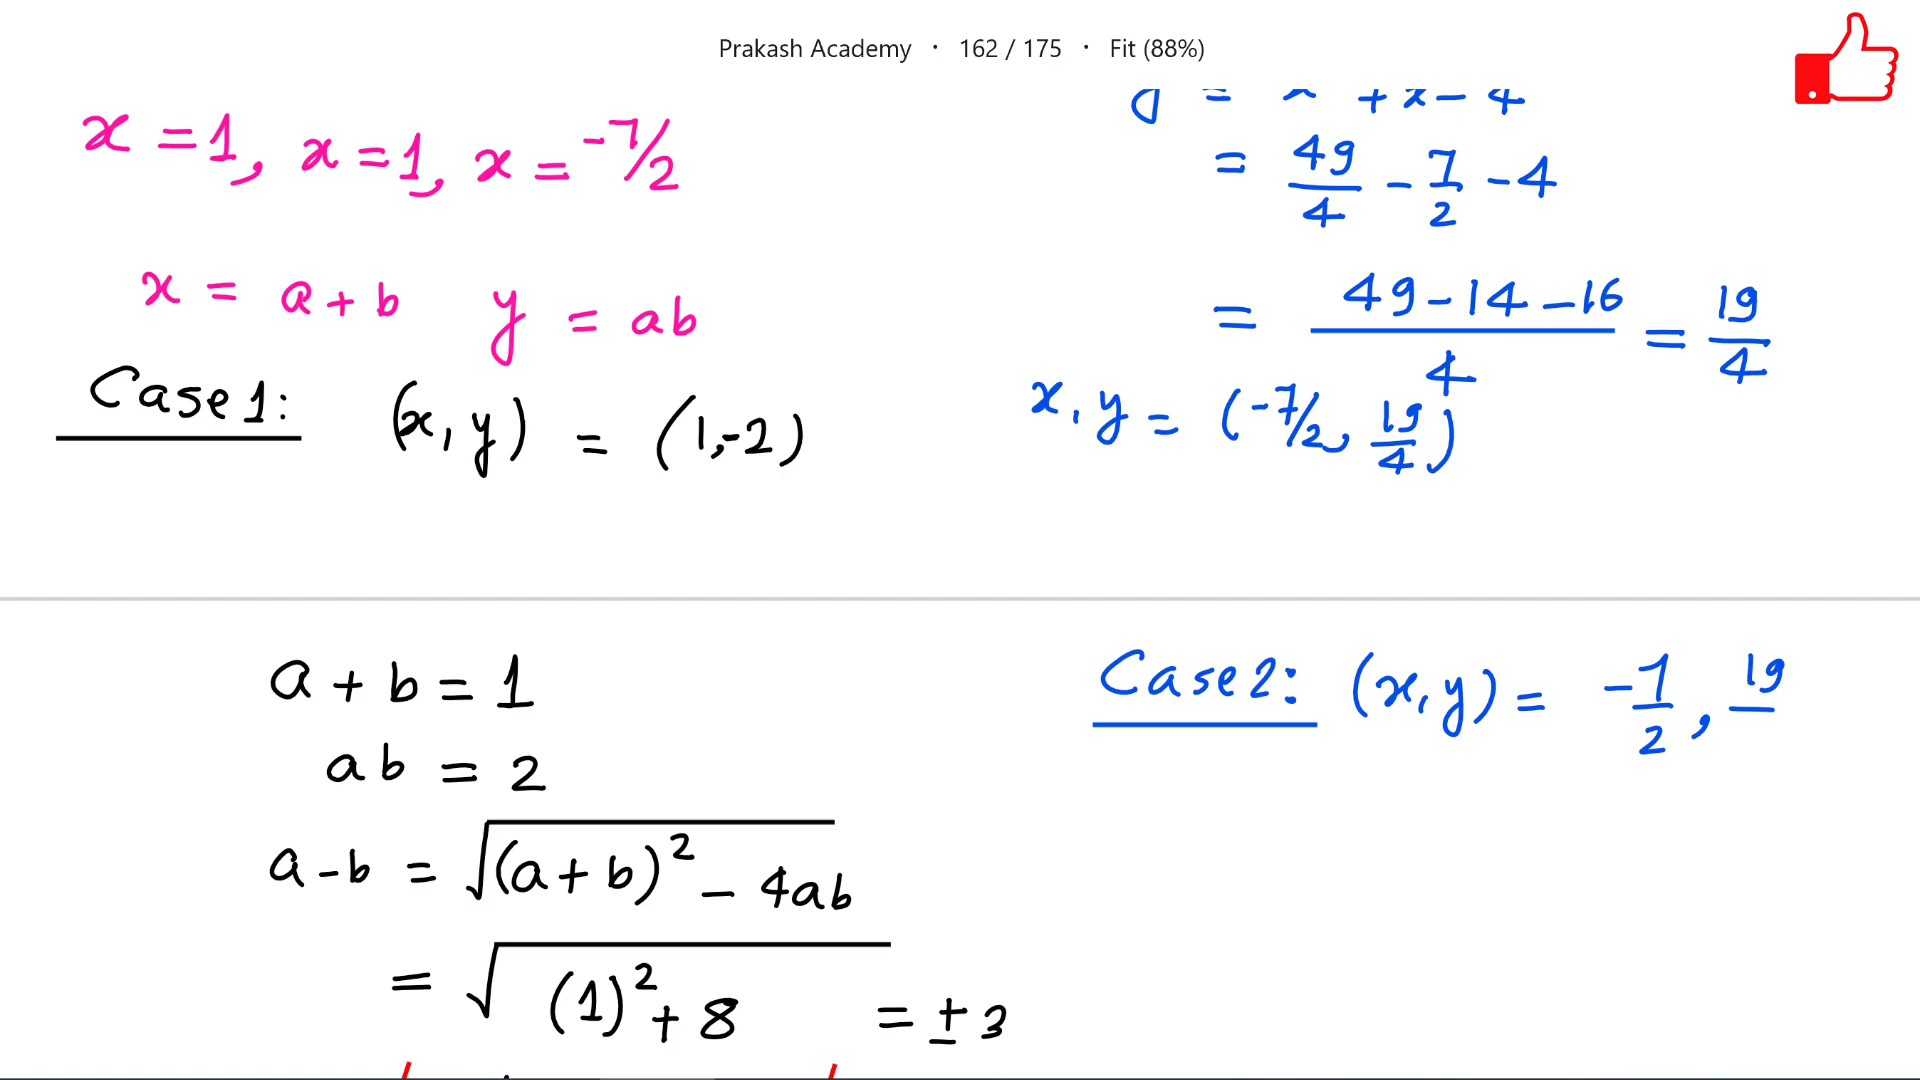 Prakash Academy · 162 / 175 · Fit (88%)
x = 1, x = 1, x = -7/2
x = a + b y = ab
Case 1: (x, y) = (1, -2)
= 49/4 - 7/2 - 4
= (49 - 14 - 16)/4 = 19/4
x, y = (-7/2, 19/4)
a + b = 1
ab = 2
a - b = √((a + b)² - 4ab)
= √((1)² + 8) = ± 3
Case 2: (x, y) = -7/2, 19